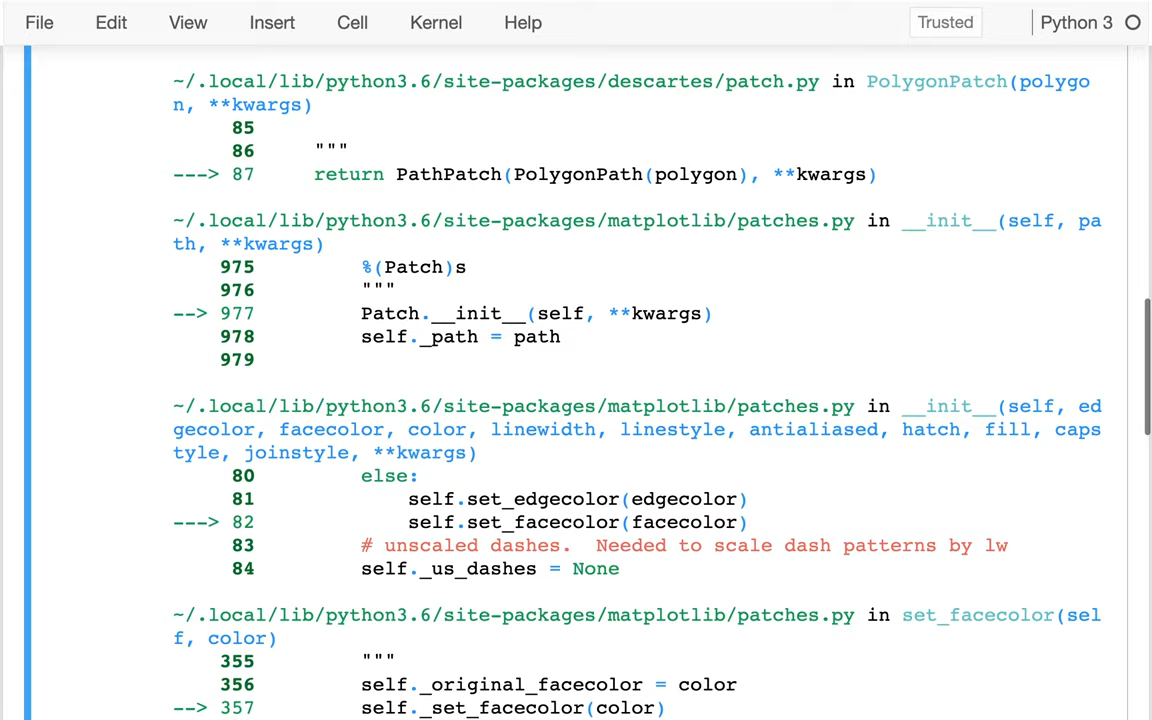 File Edit View Insert Cell Kernel Help Trusted Python 3
~/.local/lib/python3.6/site-packages/descartes/patch.py in PolygonPatch(polygo
n, **kwargs)
85
86 """
---> 87 return PathPatch(PolygonPath(polygon), **kwargs)
~/.local/lib/python3.6/site-packages/matplotlib/patches.py in __init__(self, pa
th, **kwargs)
975 %(Patch)s
976 """
--> 977 Patch.__init__(self, **kwargs)
978 self._path = path
979
~/.local/lib/python3.6/site-packages/matplotlib/patches.py in __init__(self, ed
gecolor, facecolor, color, linewidth, linestyle, antialiased, hatch, fill, caps
tyle, joinstyle, **kwargs)
80 else:
81 self.set_edgecolor(edgecolor)
---> 82 self.set_facecolor(facecolor)
83 # unscaled dashes.  Needed to scale dash patterns by lw
84 self._us_dashes = None
~/.local/lib/python3.6/site-packages/matplotlib/patches.py in set_facecolor(sel
f, color)
355 """
356 self._original_facecolor = color
--> 357 self._set_facecolor(color)